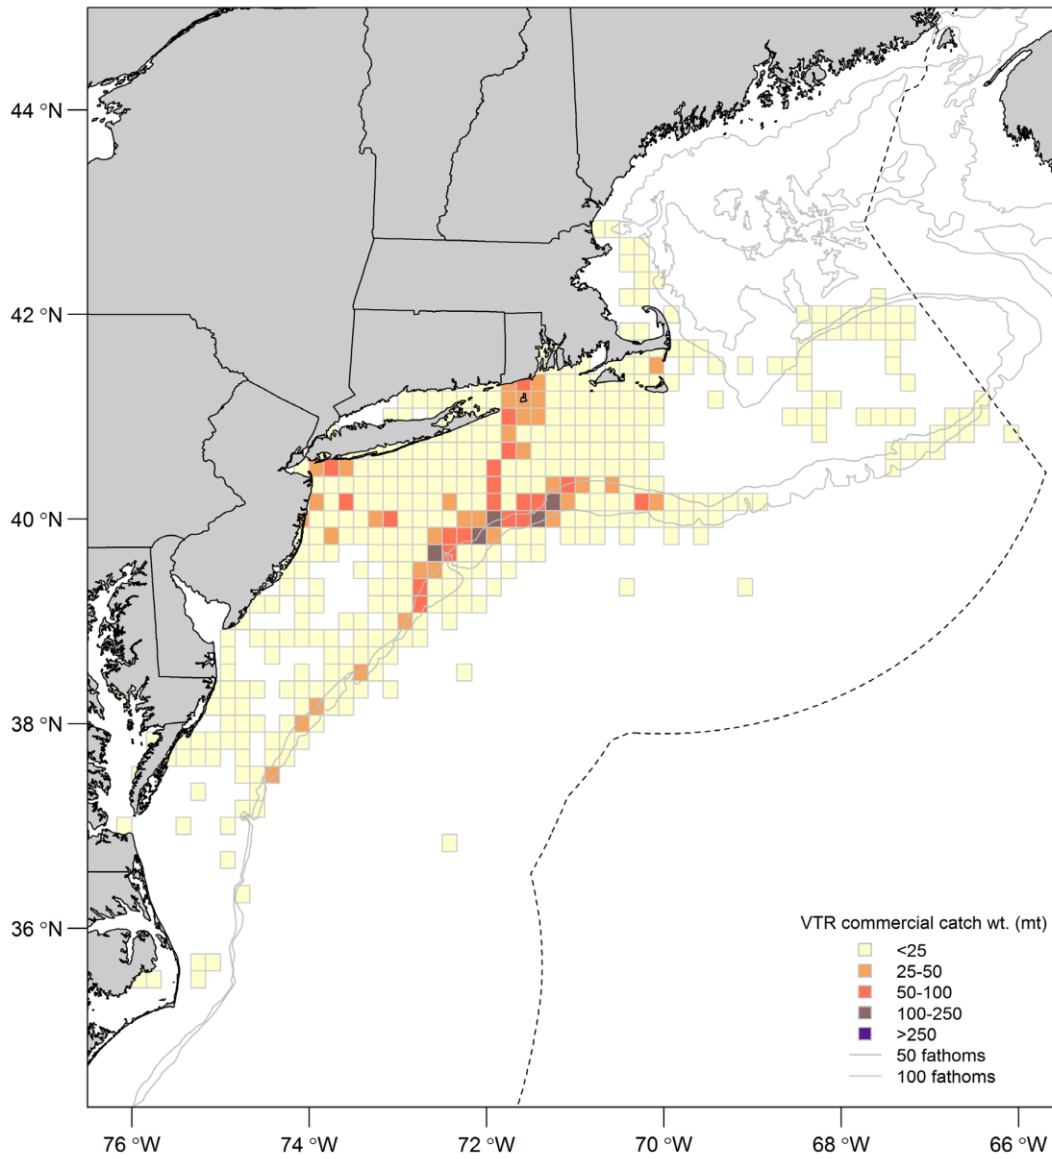 44 °N
42 °N
40 °N
38 °N
36 °N
VTR commercial catch wt. (mt)
<25
25-50
50-100
100-250
>250
50 fathoms
100 fathoms
76 °W 74 °W 72 °W 70 °W 68 °W 66 °W